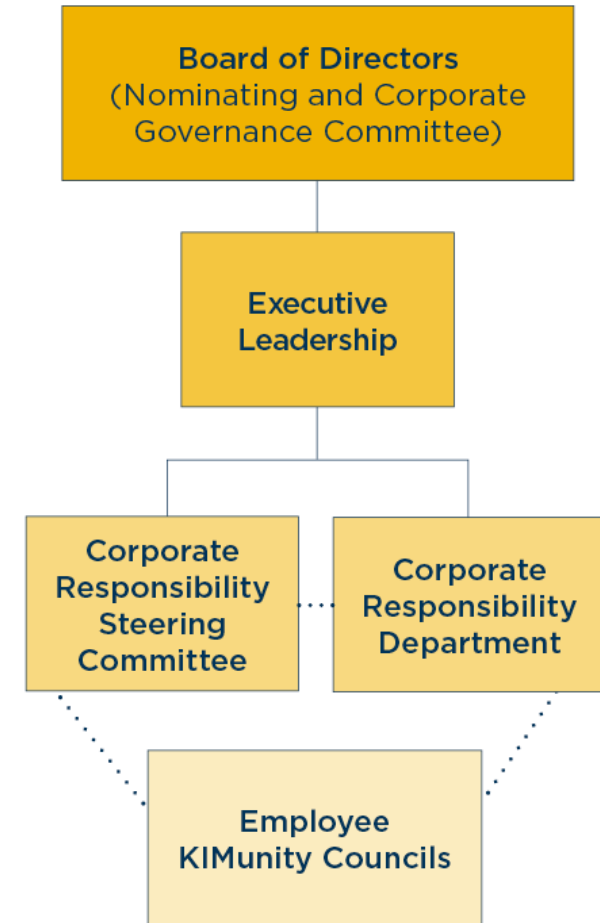 Board of Directors
(Nominating and Corporate
Governance Committee)
Executive
Leadership
Corporate
Responsibility
Steering
Committee
Corporate
Responsibility
Department
Employee
KIMunity Councils